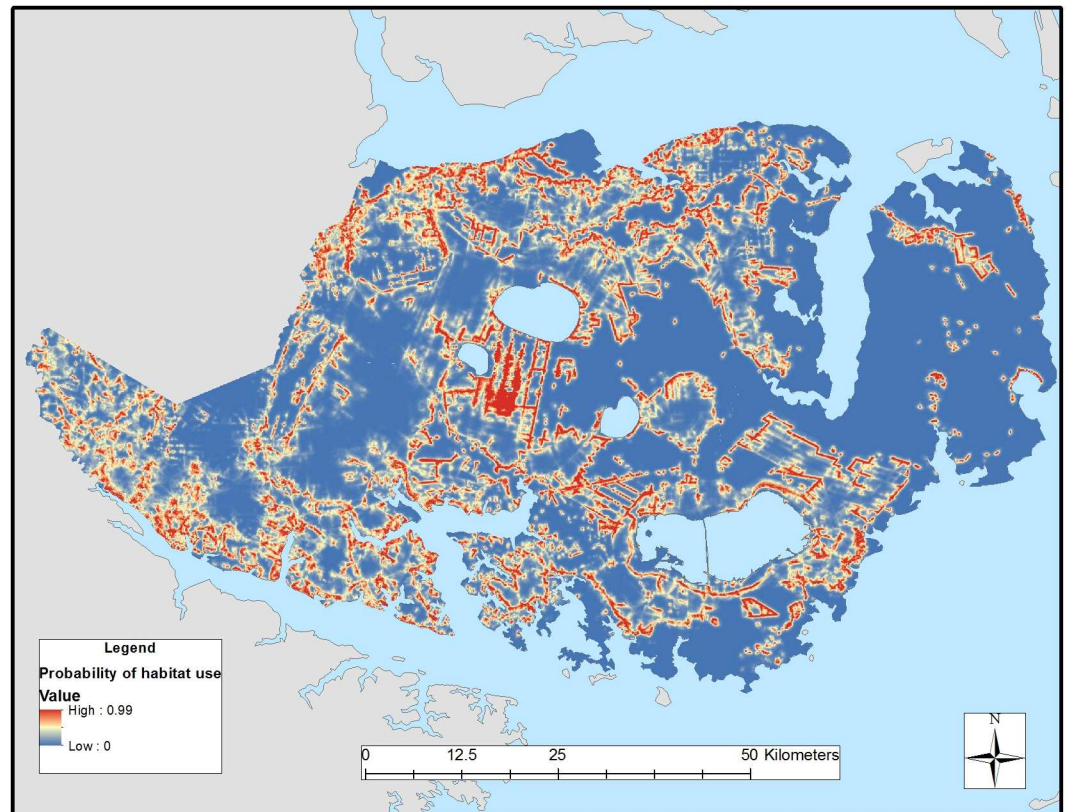 Legend
Probability of habitat use
Value
High : 0.99
Low : 0
0 12.5 25 50 Kilometers
N